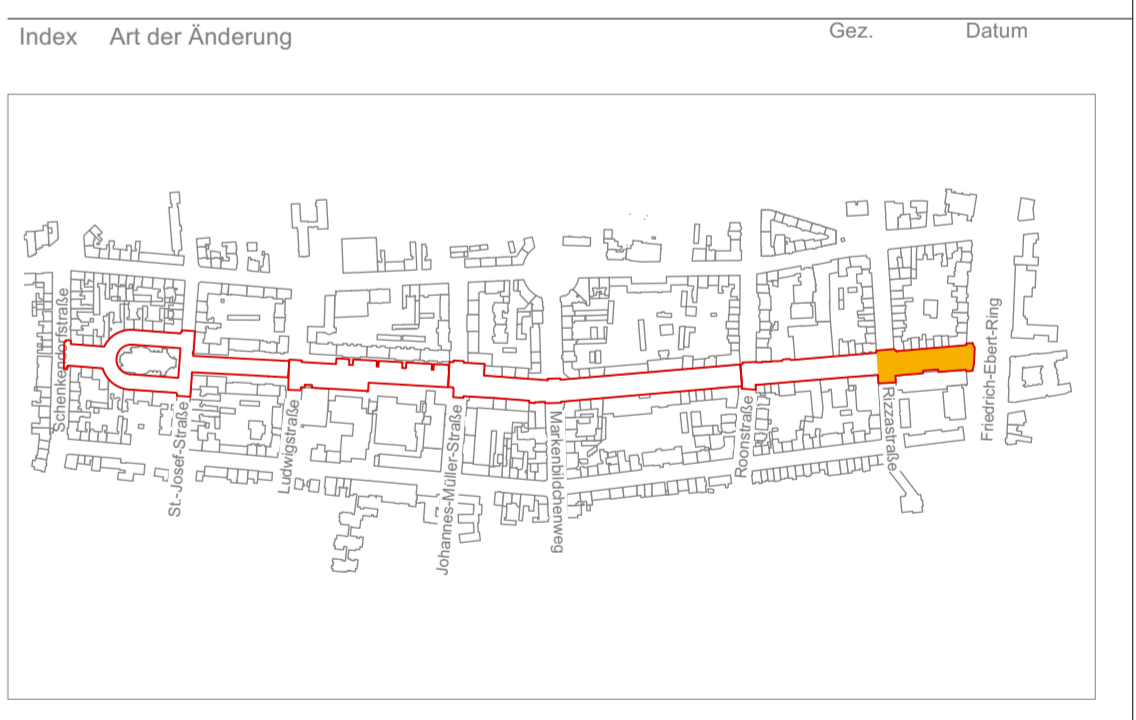 Index Art der Änderung Gez. Datum
Schenkendorfstraße
St.-Josef-Straße
Ludwigstraße
Johannes-Müller-Straße
Markenbildchenweg
Roonstraße
Rizzastraße
Friedrich-Ebert-Ring